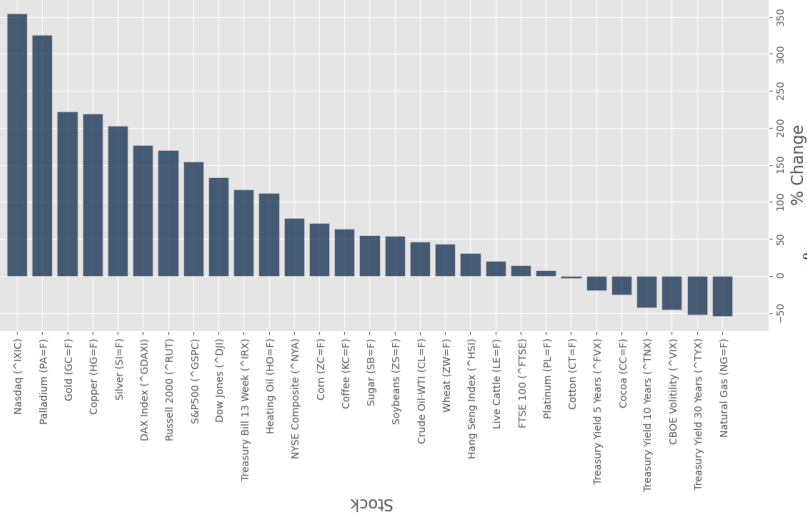 350
300
250
200
150
100
50
0
−50
% Change
Nasdaq (^IXIC)
Palladium (PA=F)
Gold (GC=F)
Copper (HG=F)
Silver (SI=F)
DAX Index (^GDAXI)
Russell 2000 (^RUT)
S&P500 (^GSPC)
Dow Jones (^DJI)
Treasury Bill 13 Week (^IRX)
Heating Oil (HO=F)
NYSE Composite (^NYA)
Corn (ZC=F)
Coffee (KC=F)
Sugar (SB=F)
Soybeans (ZS=F)
Crude Oil-WTI (CL=F)
Wheat (ZW=F)
Hang Seng Index (^HSI)
Live Cattle (LE=F)
FTSE 100 (^FTSE)
Platinum (PL=F)
Cotton (CT=F)
Treasury Yield 5 Years (^FVX)
Cocoa (CC=F)
Treasury Yield 10 Years (^TNX)
CBOE Volitility (^VIX)
Treasury Yield 30 Years (^TYX)
Natural Gas (NG=F)
Stock